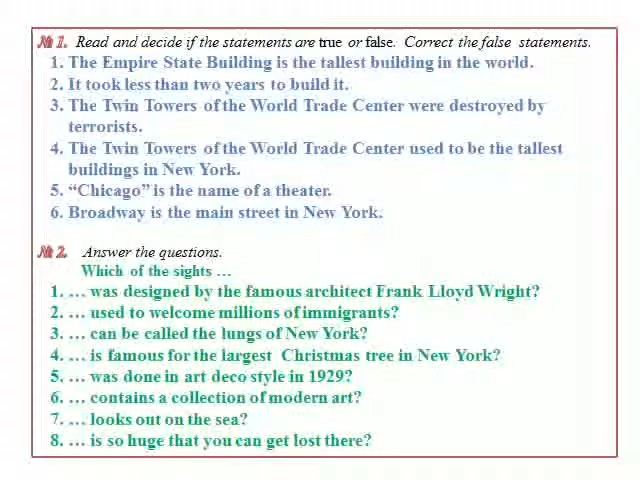 № 1. Read and decide if the statements are true or false. Correct the false statements.
1. The Empire State Building is the tallest building in the world.
2. It took less than two years to build it.
3. The Twin Towers of the World Trade Center were destroyed by
terrorists.
4. The Twin Towers of the World Trade Center used to be the tallest
buildings in New York.
5. “Chicago” is the name of a theater.
6. Broadway is the main street in New York.
№ 2. Answer the questions.
Which of the sights …
1. … was designed by the famous architect Frank Lloyd Wright?
2. … used to welcome millions of immigrants?
3. … can be called the lungs of New York?
4. … is famous for the largest Christmas tree in New York?
5. … was done in art deco style in 1929?
6. … contains a collection of modern art?
7. … looks out on the sea?
8. … is so huge that you can get lost there?